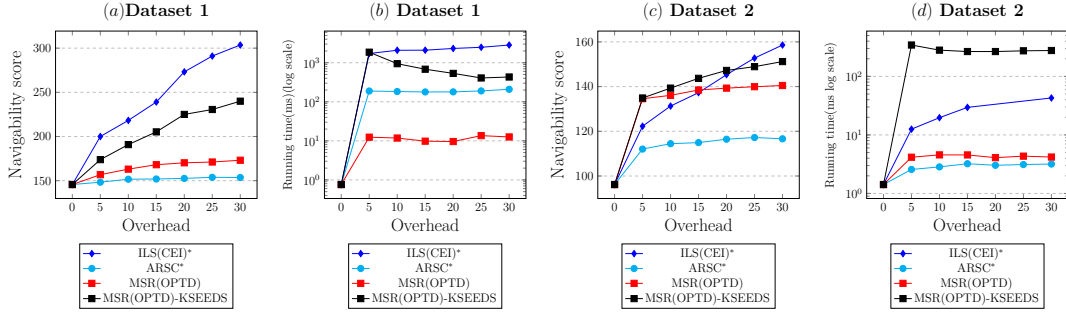 (a) Dataset 1
Navigability score
300
250
200
150
0 5 10 15 20 25 30
Overhead
ILS(CEI)*
ARSC*
MSR(OPTD)
MSR(OPTD)-KSEEDS
(b) Dataset 1
Running time(ms)(log scale)
10^3
10^2
10^1
10^0
0 5 10 15 20 25 30
Overhead
ILS(CEI)*
ARSC*
MSR(OPTD)
MSR(OPTD)-KSEEDS
(c) Dataset 2
Navigability score
160
140
120
100
0 5 10 15 20 25 30
Overhead
ILS(CEI)*
ARSC*
MSR(OPTD)
MSR(OPTD)-KSEEDS
(d) Dataset 2
Running time(ms log scale)
10^2
10^1
10^0
0 5 10 15 20 25 30
Overhead
ILS(CEI)*
ARSC*
MSR(OPTD)
MSR(OPTD)-KSEEDS